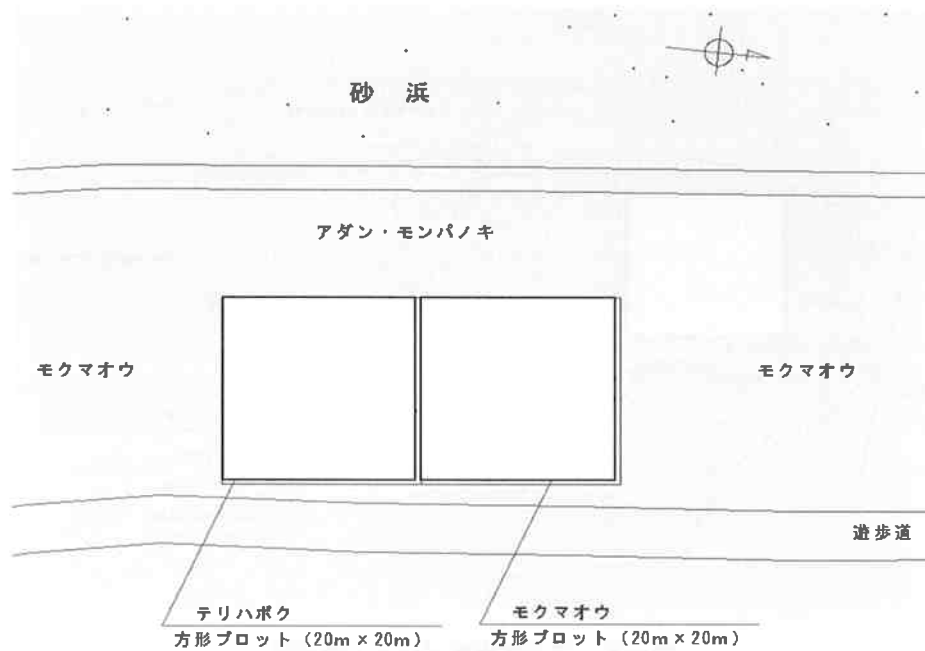 砂 浜
アダン・モンパノキ
モクマオウ
モクマオウ
遊歩道
テリハボク
方形プロット（20m×20m）
モクマオウ
方形プロット（20m×20m）